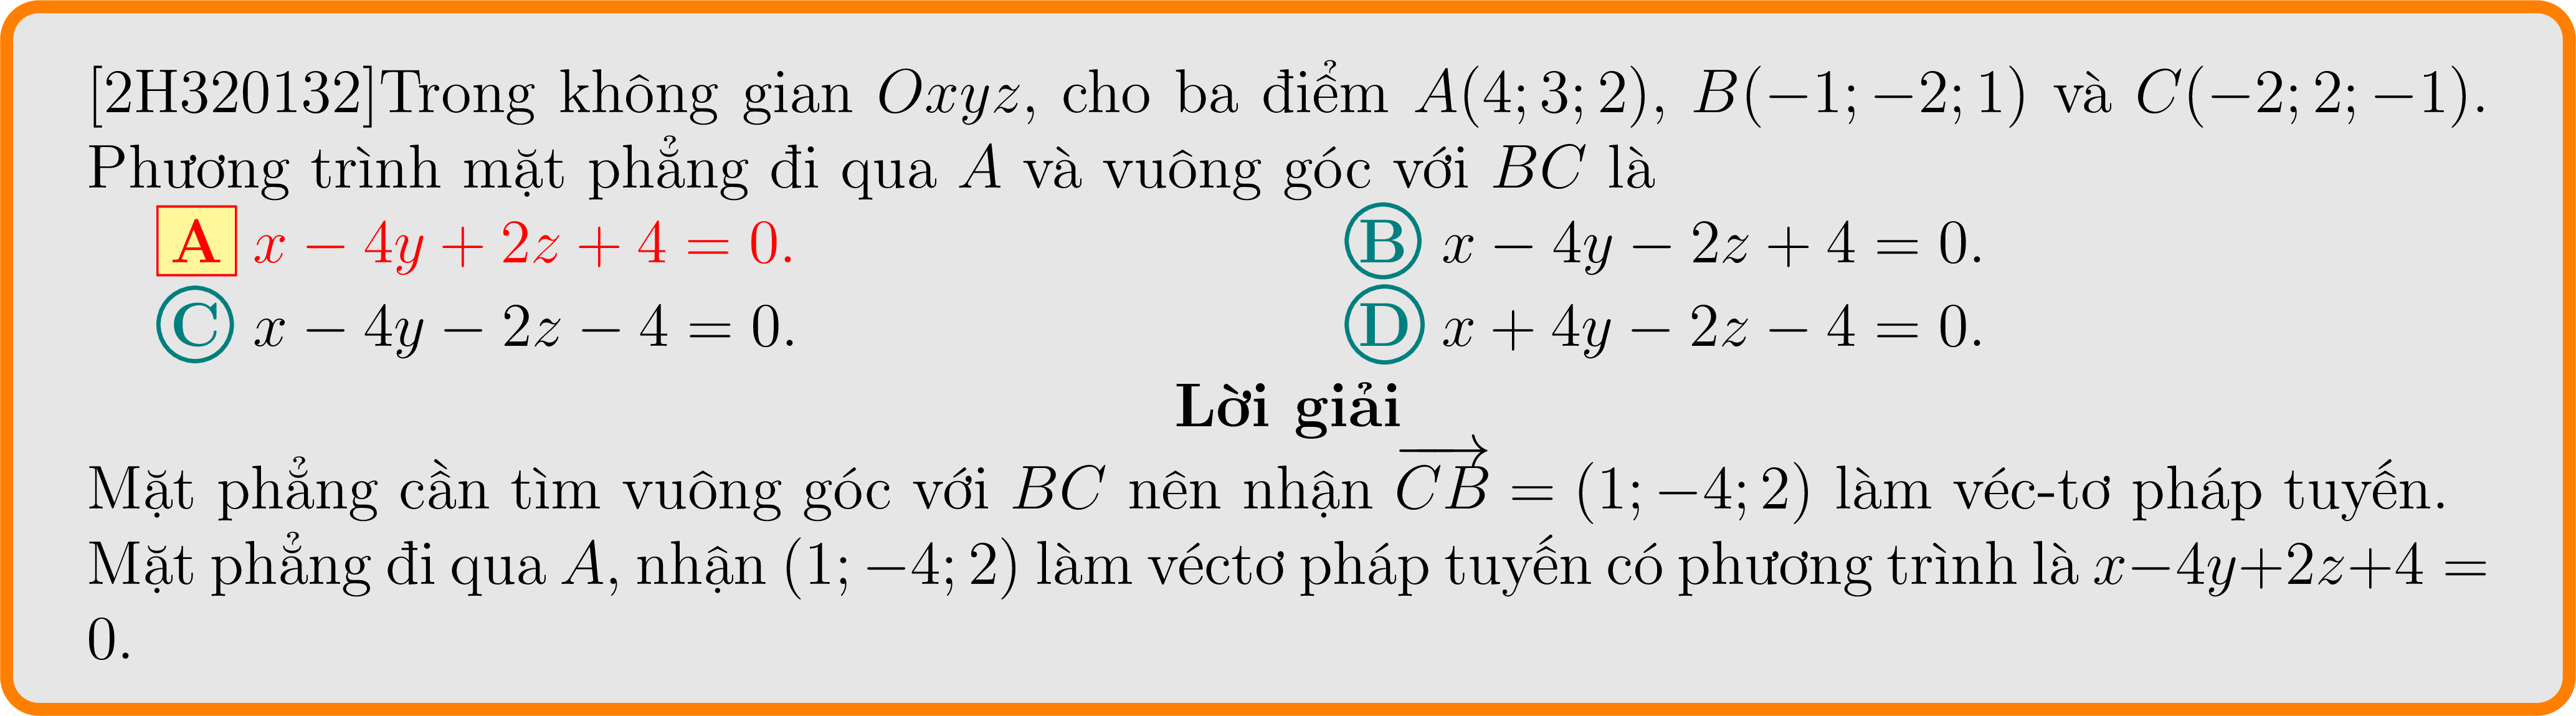 [2H320132]Trong không gian Oxyz, cho ba điểm A(4; 3; 2), B(−1; −2; 1) và C(−2; 2; −1).
Phương trình mặt phẳng đi qua A và vuông góc với BC là
A x − 4y + 2z + 4 = 0. B x − 4y − 2z + 4 = 0.
C x − 4y − 2z − 4 = 0. D x + 4y − 2z − 4 = 0.
Lời giải
Mặt phẳng cần tìm vuông góc với BC nên nhận $\overrightarrow{CB}$ = (1; −4; 2) làm véc-tơ pháp tuyến.
Mặt phẳng đi qua A, nhận (1; −4; 2) làm véctơ pháp tuyến có phương trình là x−4y+2z+4 =
0.